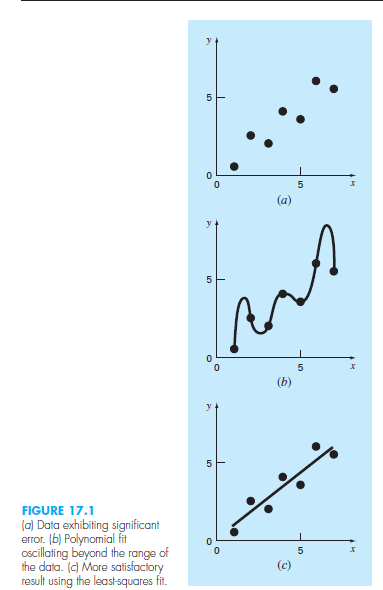 y
5
0
0
5
x
(a)
y
5
0
0
5
x
(b)
y
5
0
0
5
x
(c)
FIGURE 17.1
(a) Data exhibiting significant
error. (b) Polynomial fit
oscillating beyond the range of
the data. (c) More satisfactory
result using the least-squares fit.